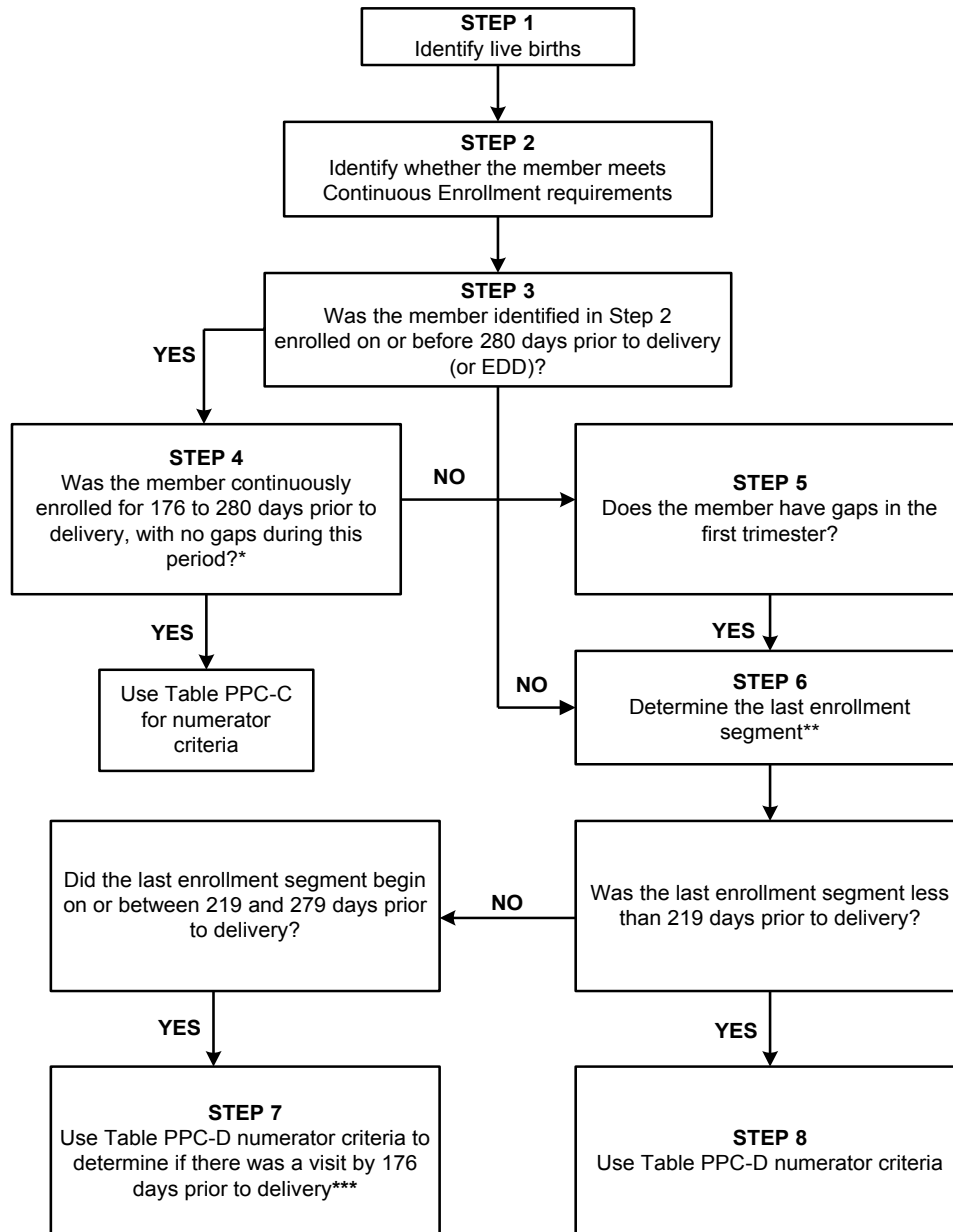 STEP 1
Identify live births
STEP 2
Identify whether the member meets
Continuous Enrollment requirements
STEP 3
Was the member identified in Step 2
enrolled on or before 280 days prior to delivery
(or EDD)?
YES
STEP 4
Was the member continuously
enrolled for 176 to 280 days prior to
delivery, with no gaps during this
period?*
NO
STEP 5
Does the member have gaps in the
first trimester?
YES
YES
Use Table PPC-C
for numerator
criteria
NO
STEP 6
Determine the last enrollment
segment**
Did the last enrollment segment begin
on or between 219 and 279 days prior
to delivery?
NO
Was the last enrollment segment less
than 219 days prior to delivery?
YES
YES
STEP 7
Use Table PPC-D numerator criteria to
determine if there was a visit by 176
days prior to delivery***
STEP 8
Use Table PPC-D numerator criteria